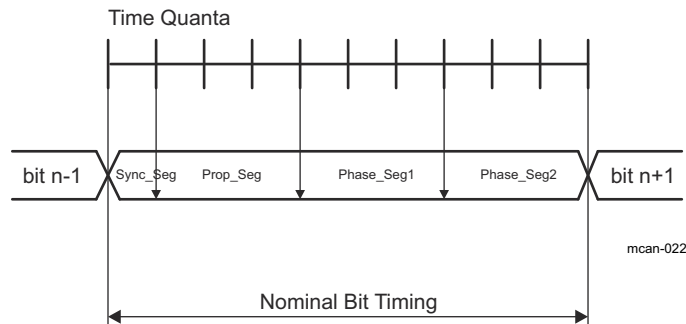 Time Quanta
bit n-1 Sync_Seg Prop_Seg Phase_Seg1 Phase_Seg2 bit n+1
mcan-022
Nominal Bit Timing